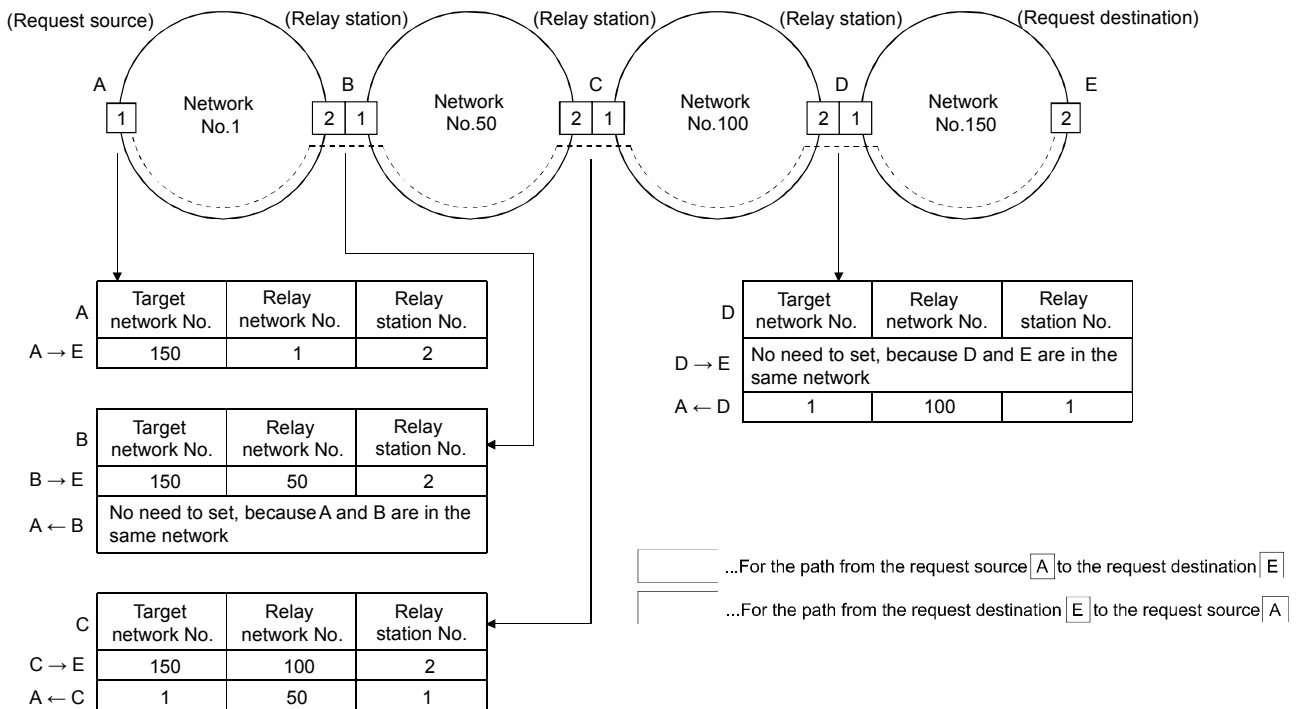 (Request source)
(Relay station)
(Relay station)
(Relay station)
(Request destination)
A
B
C
D
E
1
Network
No.1
2 1
Network
No.50
2 1
Network
No.100
2 1
Network
No.150
2
A
Target
network No.
Relay
network No.
Relay
station No.
A → E
150
1
2
D
Target
network No.
Relay
network No.
Relay
station No.
D → E
No need to set, because D and E are in the
same network
A ← D
1
100
1
B
Target
network No.
Relay
network No.
Relay
station No.
B → E
150
50
2
A ← B
No need to set, because A and B are in the
same network
...For the path from the request source A to the request destination E
...For the path from the request destination E to the request source A
C
Target
network No.
Relay
network No.
Relay
station No.
C → E
150
100
2
A ← C
1
50
1